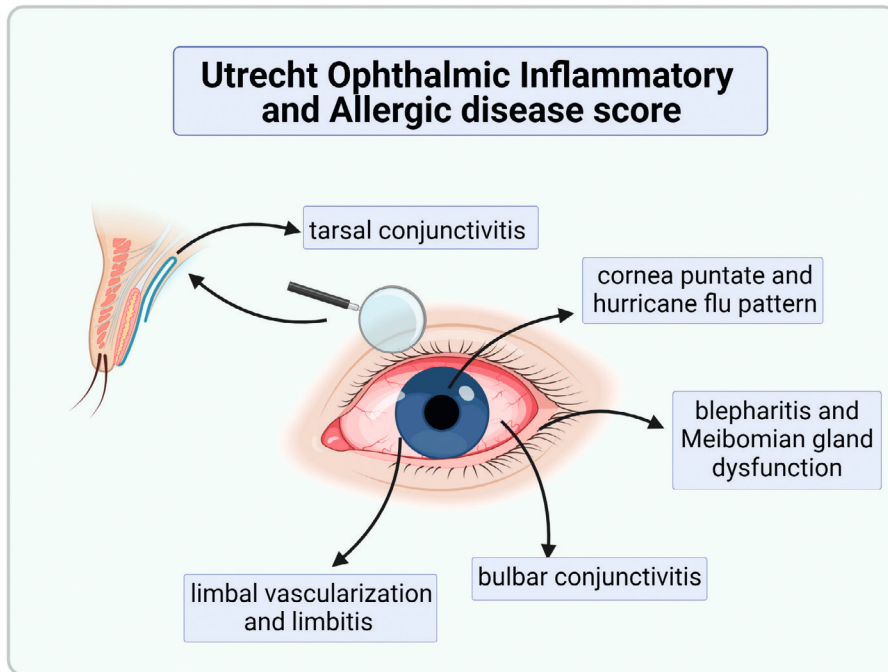 Utrecht Ophthalmic Inflammatory
and Allergic disease score
tarsal conjunctivitis
cornea puntate and
hurricane flu pattern
blepharitis and
Meibomian gland
dysfunction
bulbar conjunctivitis
limbal vascularization
and limbitis